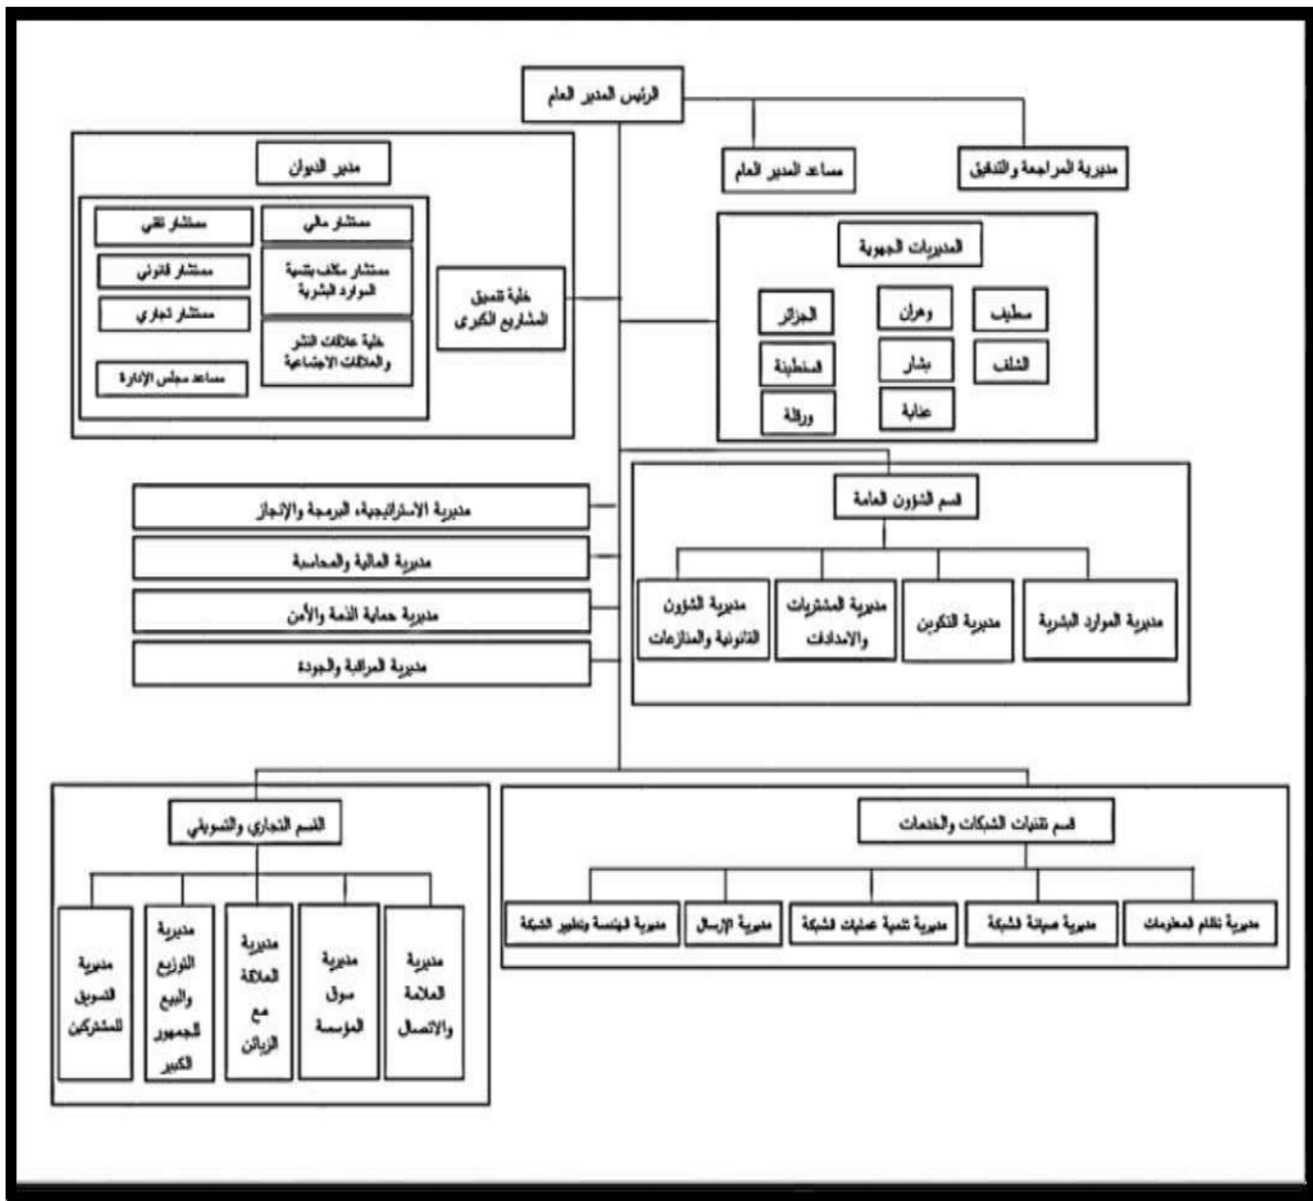 الرئيس المدير العام
مساعد المدير العام
مديرية المراجعة والتدقيق
مدير الديوان
مستشار مالي
مستشار تقني
مستشار مكلف بتنمية
الموارد البشرية
مستشار قانوني
مستشار تجاري
خلية علاقات النشر
والعلاقات الاجتماعية
مساعد مجلس الإدارة
خلية تنسيق
المشاريع الكبرى
المديريات الجهوية
سطيف
وهران
الجزائر
الشلف
بشار
قسنطينة
عنابة
ورقلة
قسم الشؤون العامة
مديرية الموارد البشرية
مديرية التكوين
مديرية المشتريات
والامدادات
مديرية الشؤون
القانونية والمنازعات
مديرية الاستراتيجية، البرمجة والإنجاز
مديرية المالية والمحاسبة
مديرية حماية الذمة والأمن
مديرية المراقبة والجودة
قسم تقنيات الشبكات والخدمات
مديرية نظام المعلومات
مديرية صيانة الشبكة
مديرية تنمية عمليات الشبكة
مديرية الإرسال
مديرية الهندسة وتطوير الشبكة
القسم التجاري والتسويقي
مديرية
العلامة
والاتصال
مديرية
سوق
المؤسسة
مديرية
العلاقة
مع
الزبائن
مديرية
التوزيع
والبيع
للجمهور
الكبير
مديرية
التسويق
للمشتركين